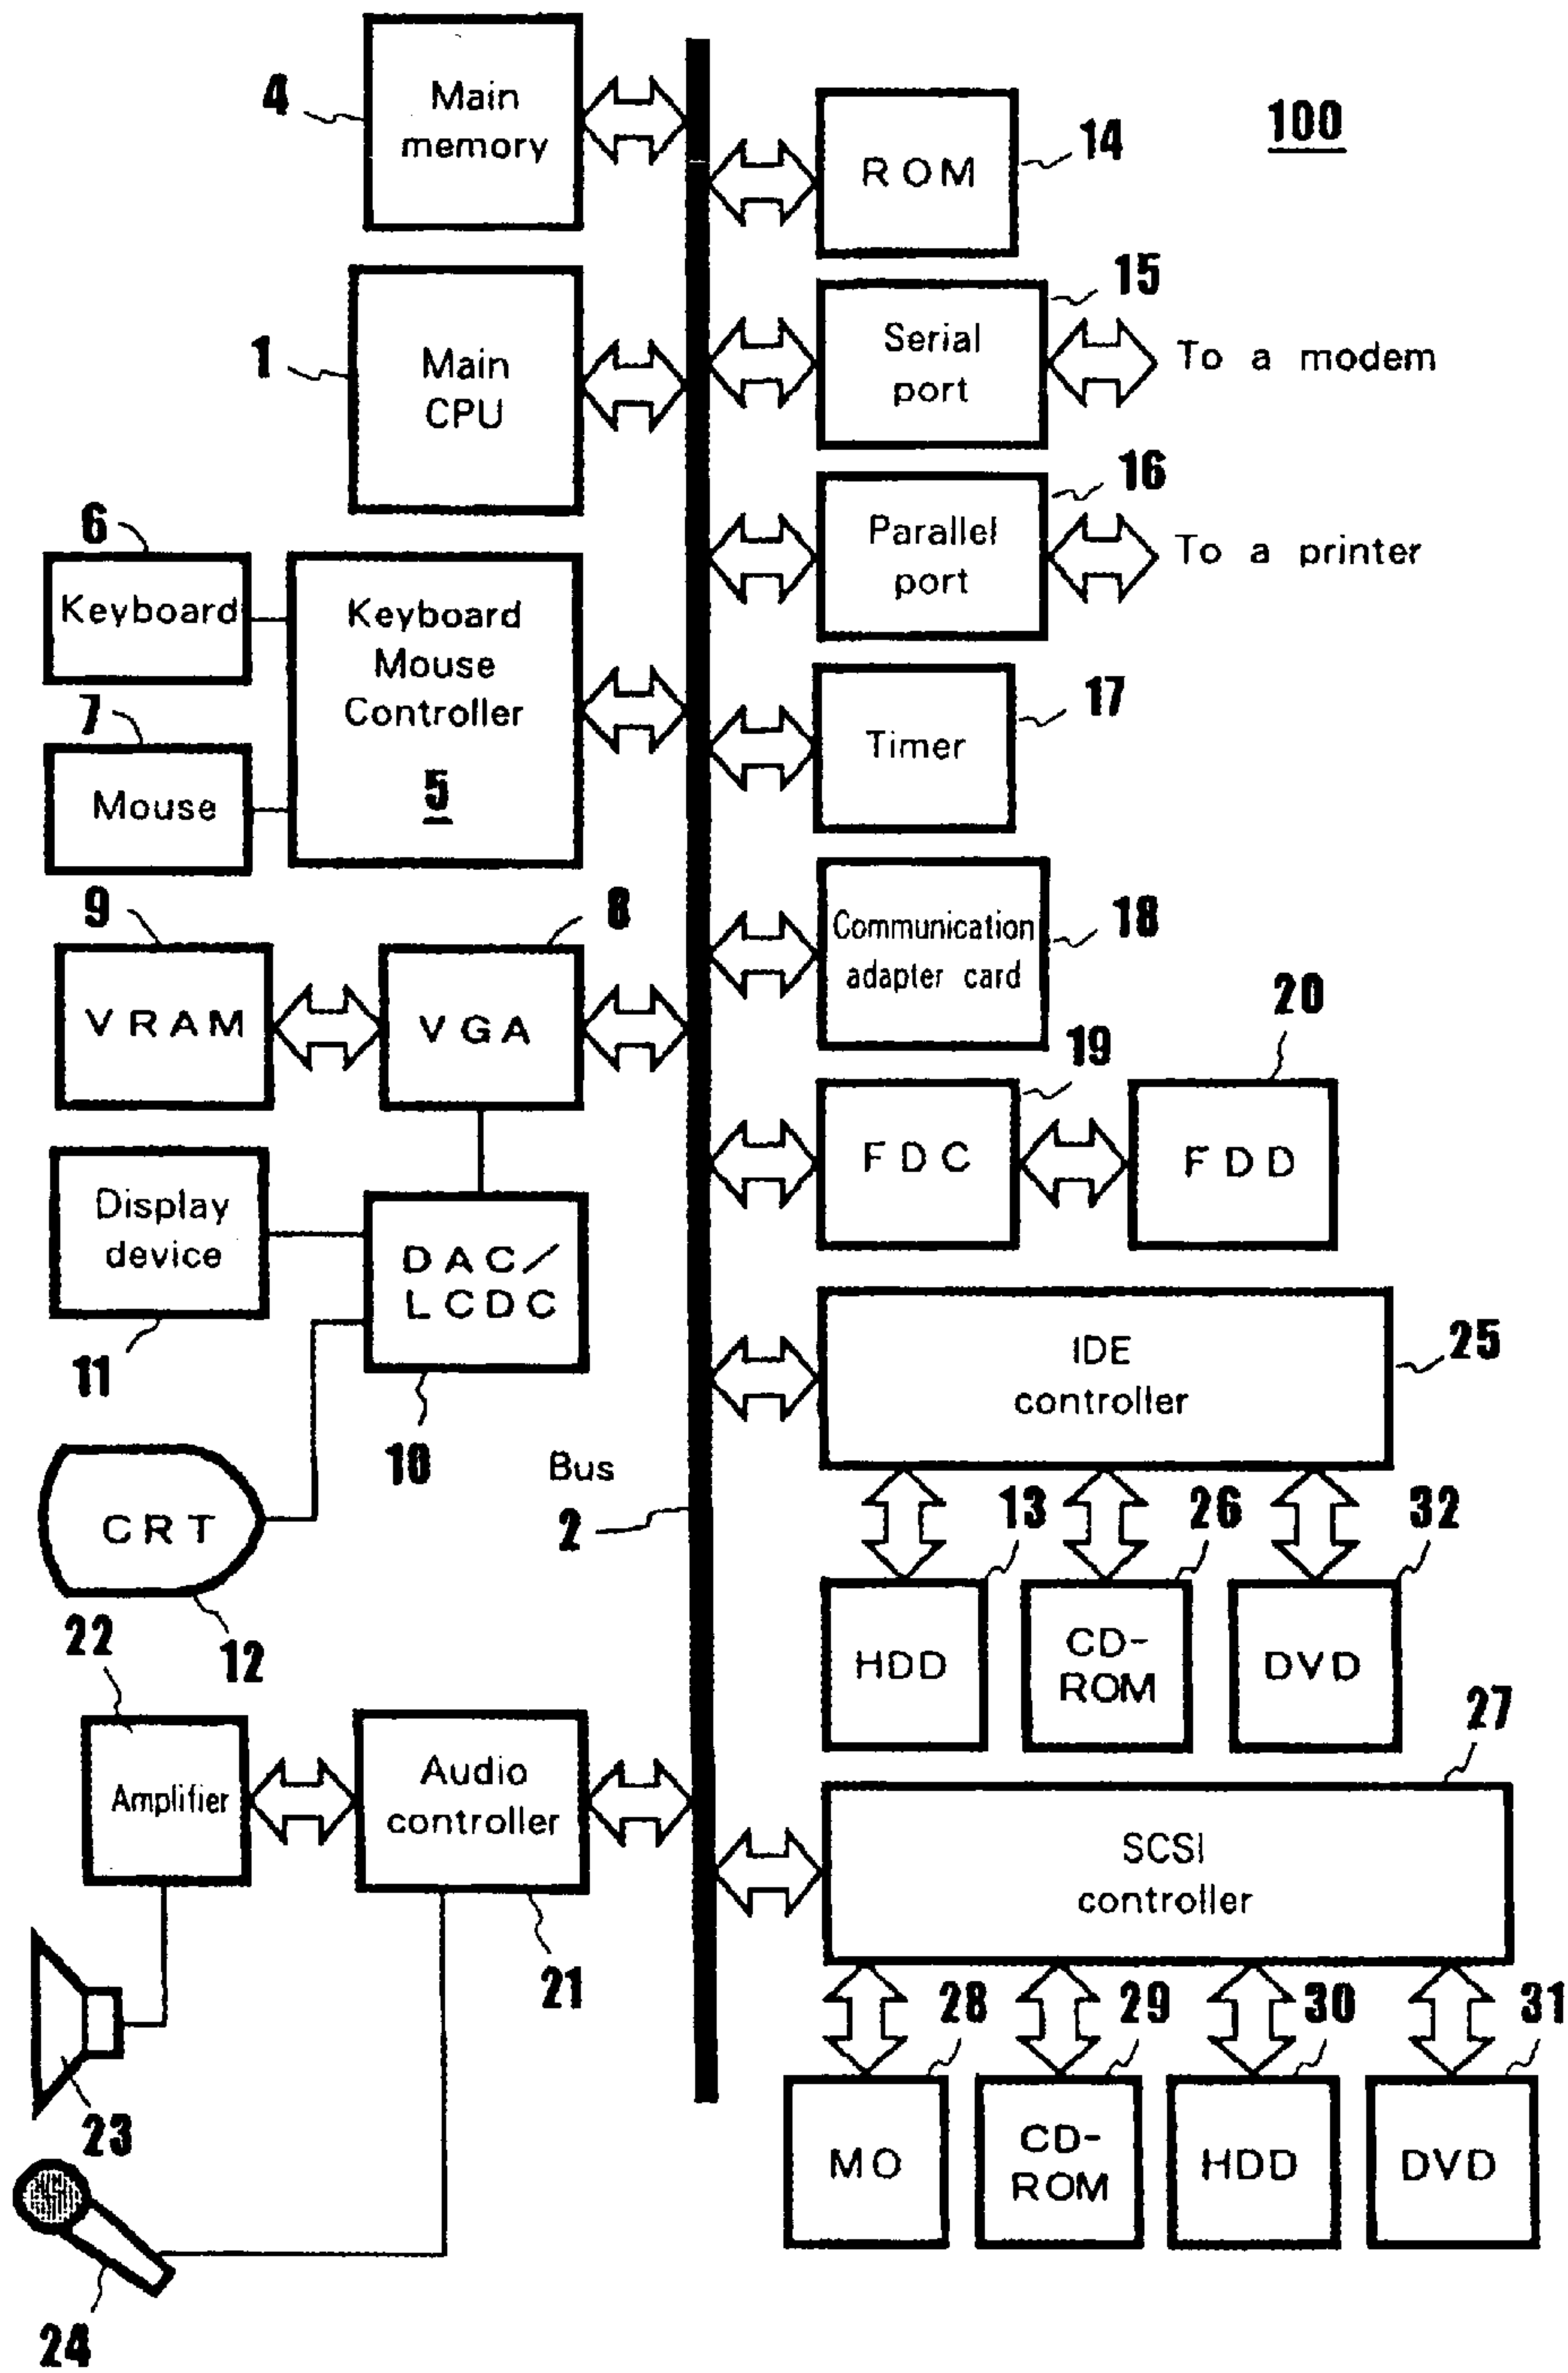 4
Main
memory
100
14
ROM
15
1
Main
CPU
Serial
port
To a modem
16
Parallel
port
To a printer
6
Keyboard
Keyboard
Mouse
Controller
5
7
Mouse
17
Timer
9
VRAM
8
VGA
18
Communication
adapter card
20
19
FDC
FDD
Display
device
11
DAC/
LCDC
10
25
IDE
controller
Bus
2
CRT
12
13
26
32
HDD
CD-
ROM
DVD
22
Amplifier
Audio
controller
21
27
SCSI
controller
23
24
28
29
30
31
MO
CD-
ROM
HDD
DVD